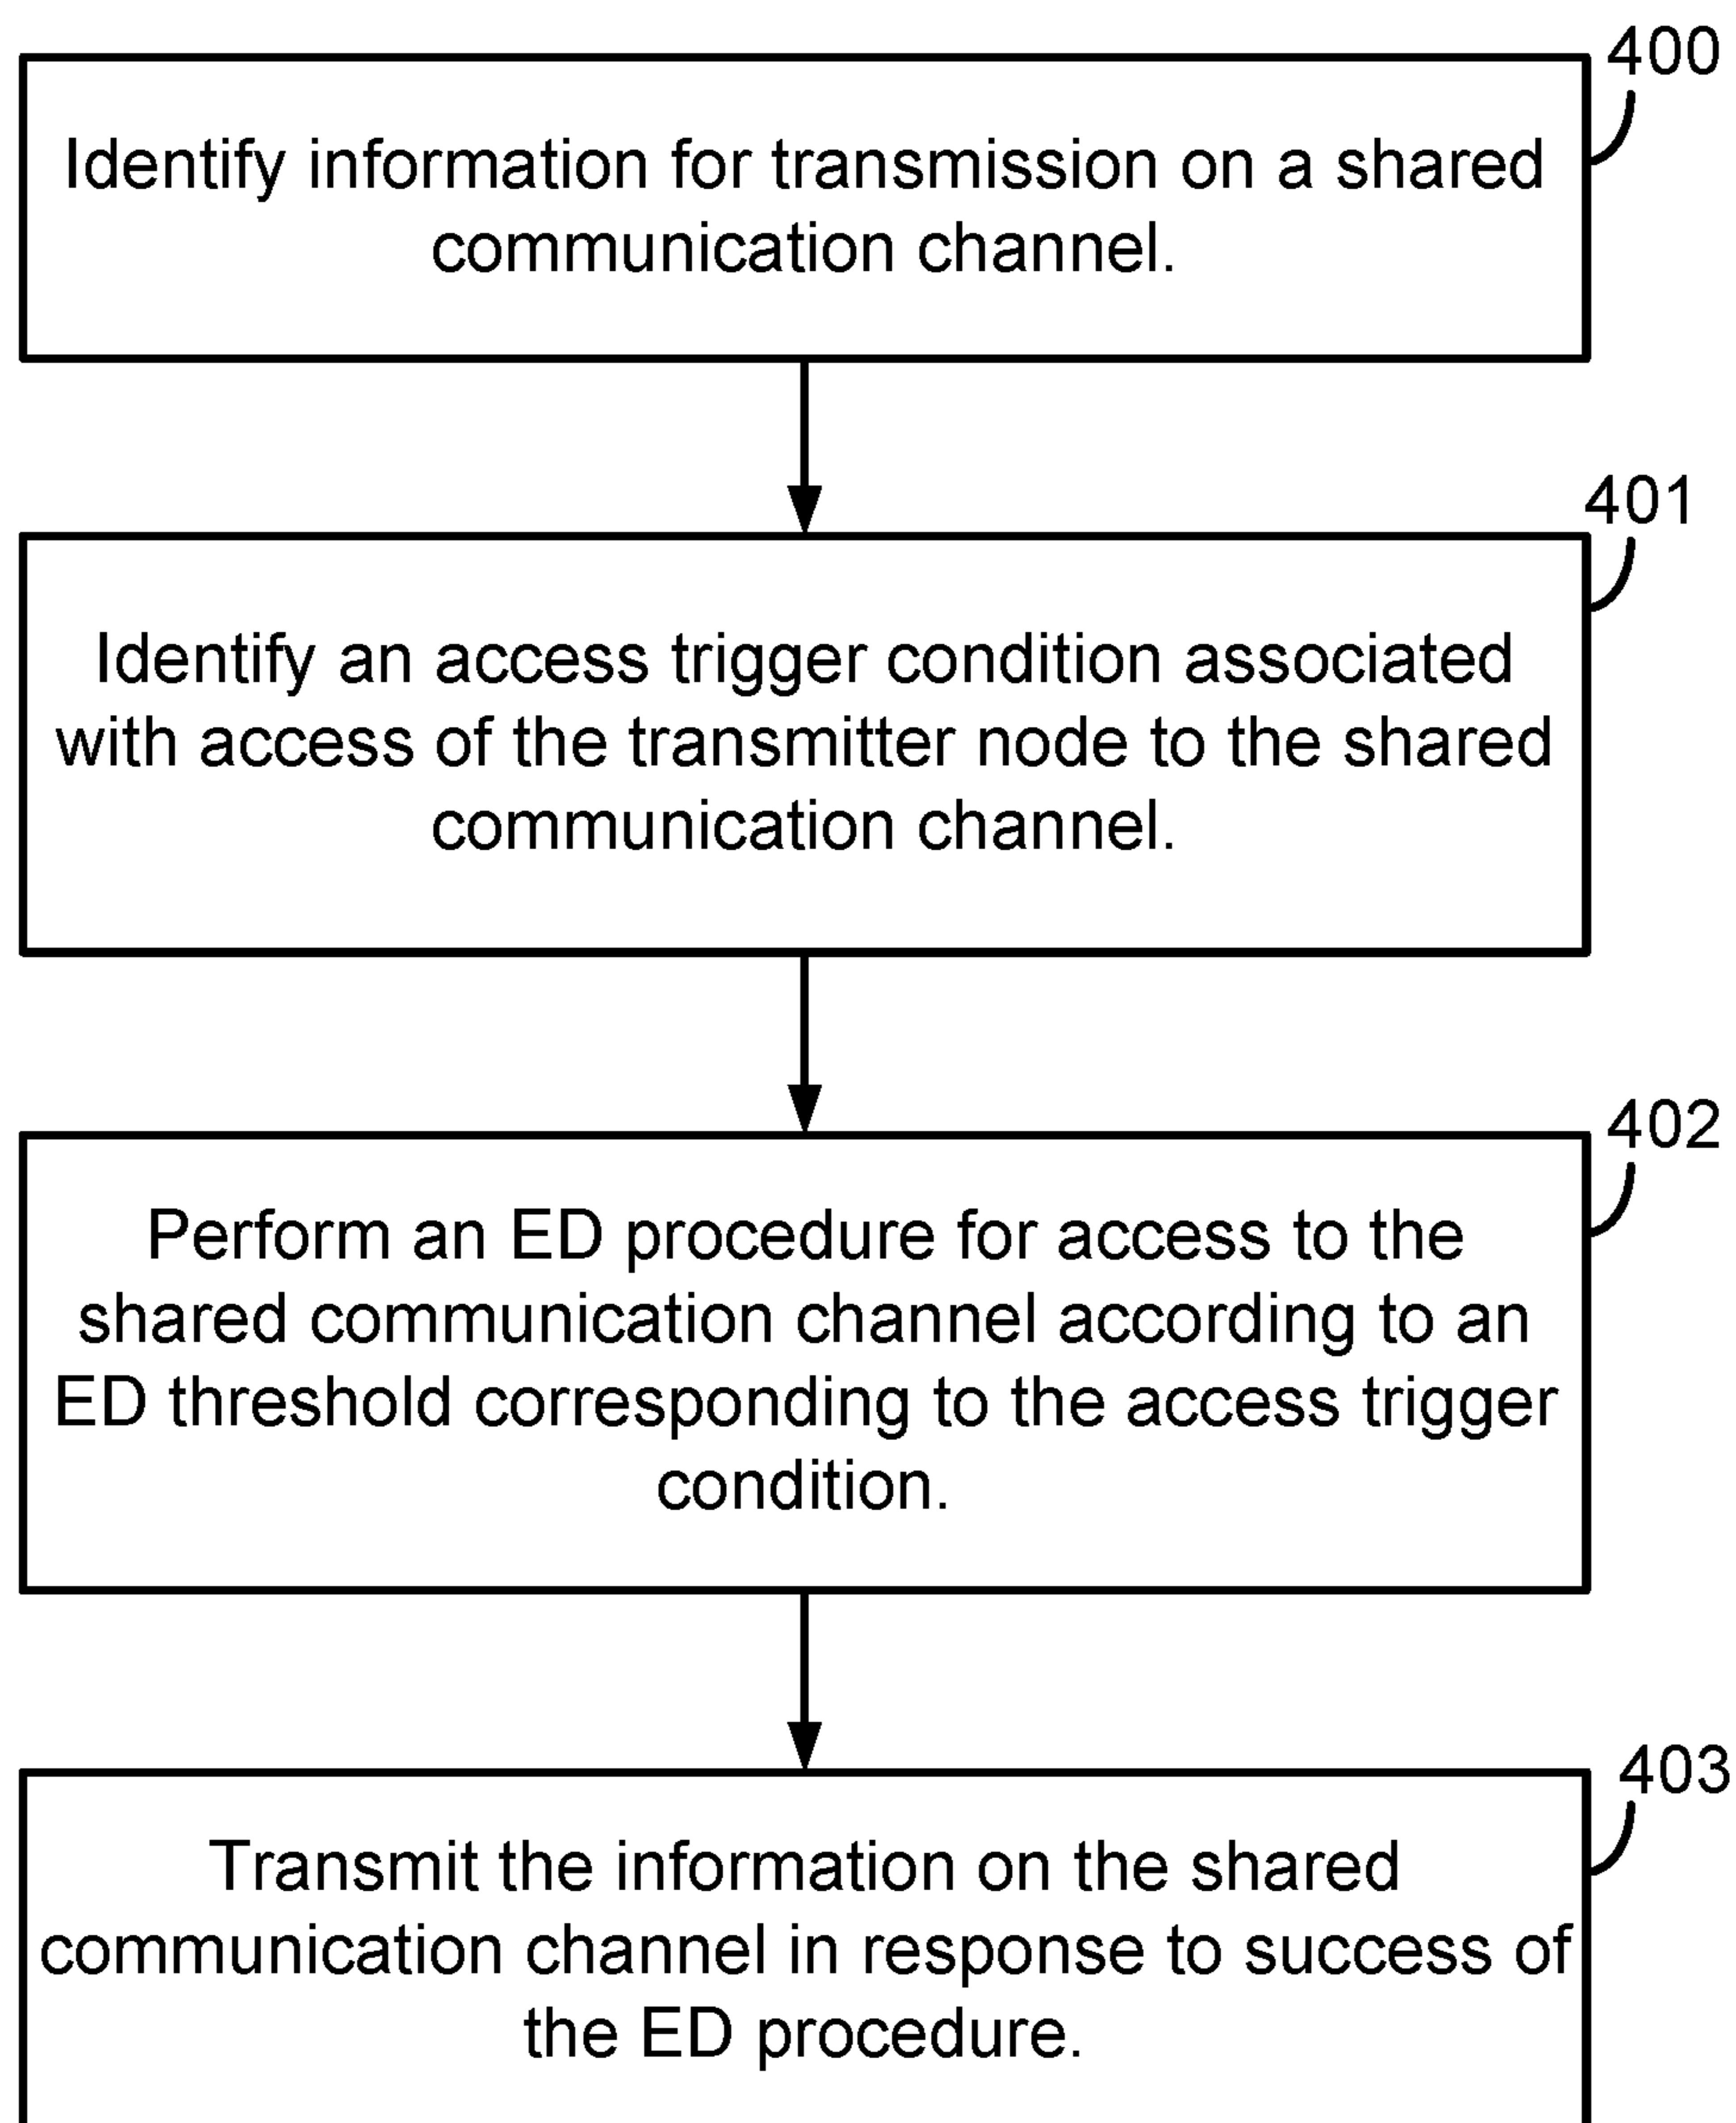 400
Identify information for transmission on a shared
communication channel.
401
Identify an access trigger condition associated
with access of the transmitter node to the shared
communication channel.
402
Perform an ED procedure for access to the
shared communication channel according to an
ED threshold corresponding to the access trigger
condition.
403
Transmit the information on the shared
communication channel in response to success of
the ED procedure.